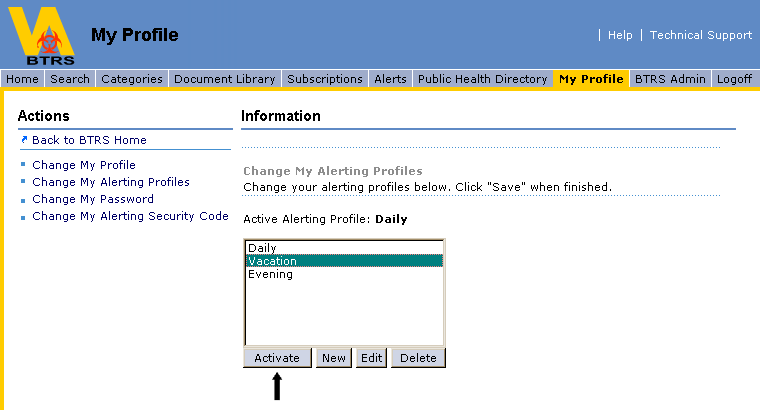 VA
BTRS
My Profile
| Help | Technical Support
Home Search Categories Document Library Subscriptions Alerts Public Health Directory My Profile BTRS Admin Logoff
Actions
Back to BTRS Home
Change My Profile
Change My Alerting Profiles
Change My Password
Change My Alerting Security Code
Information
Change My Alerting Profiles
Change your alerting profiles below. Click "Save" when finished.
Active Alerting Profile: Daily
Daily
Vacation
Evening
Activate New Edit Delete